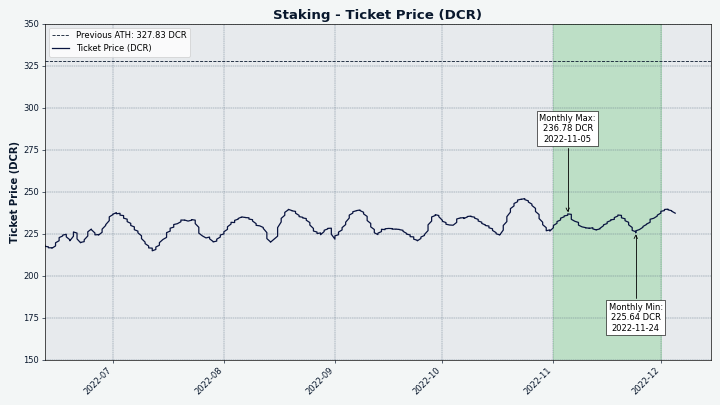 Staking - Ticket Price (DCR)
Previous ATH: 327.83 DCR
Ticket Price (DCR)
Ticket Price (DCR)
350
325
300
275
250
225
200
175
150
Monthly Max:
236.78 DCR
2022-11-05
Monthly Min:
225.64 DCR
2022-11-24
2022-07
2022-08
2022-09
2022-10
2022-11
2022-12